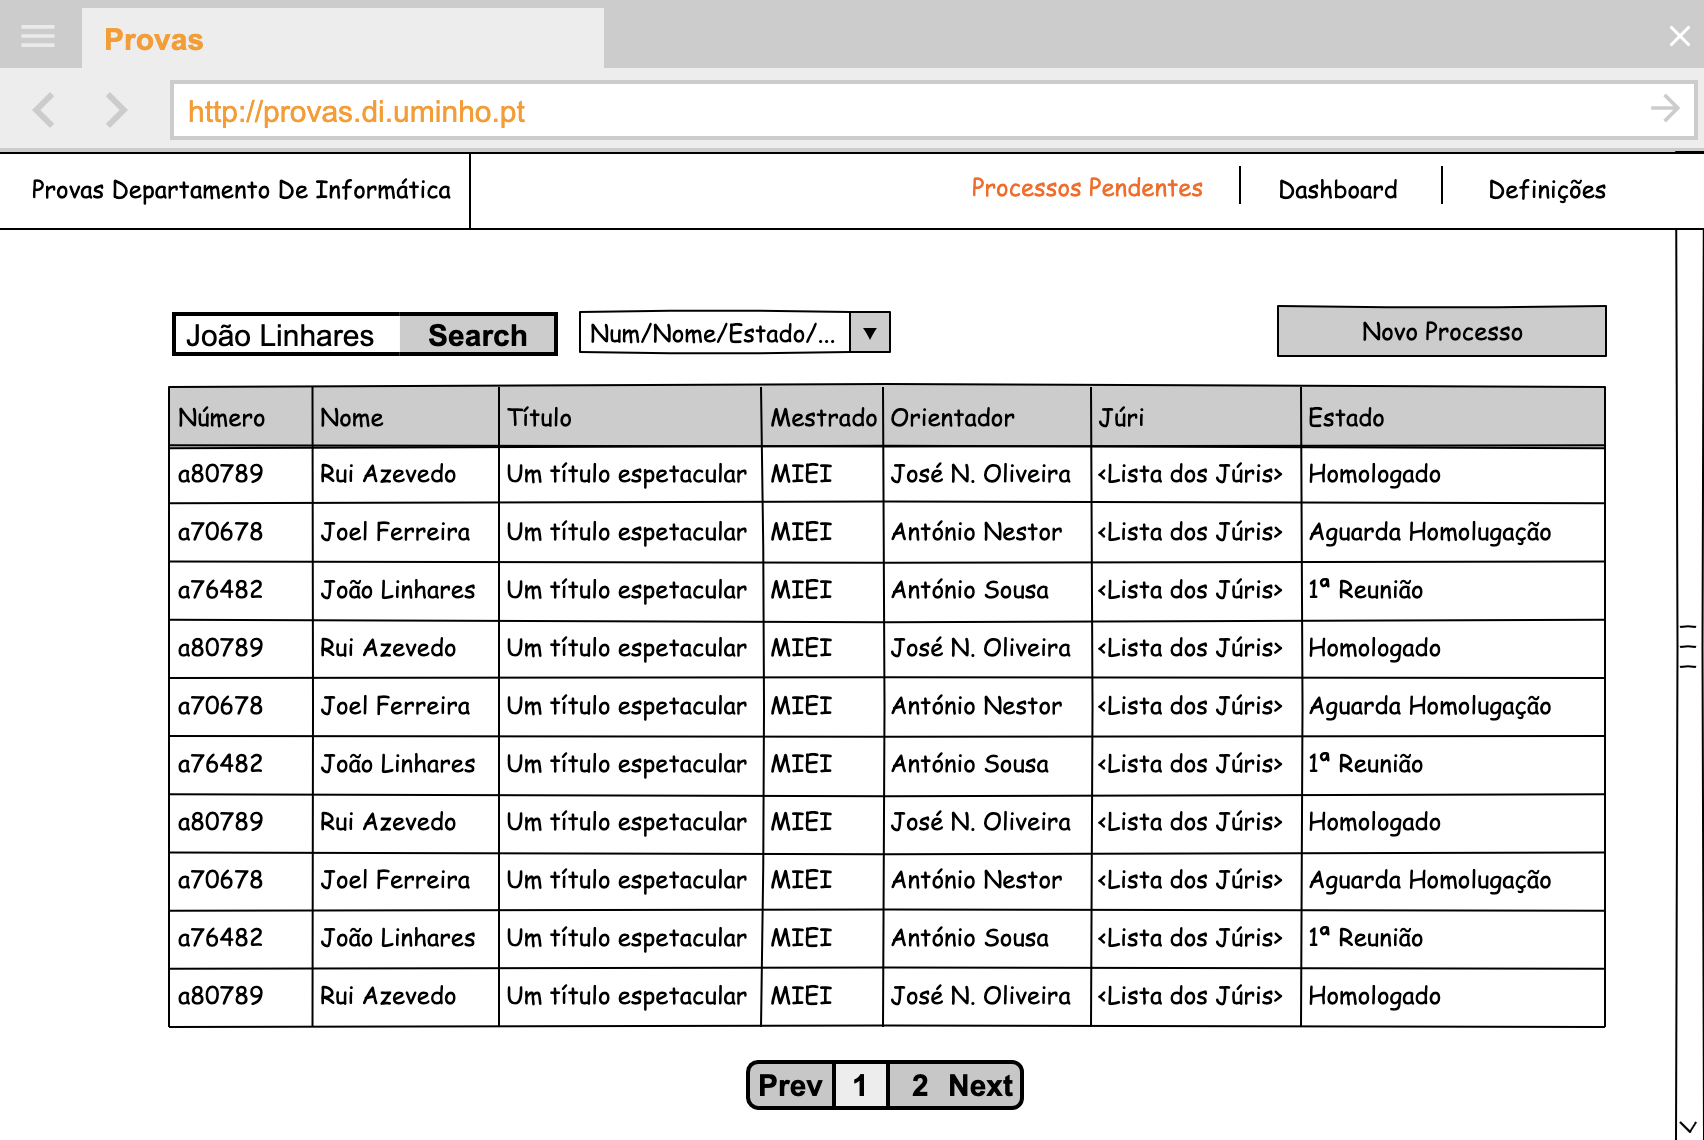 Provas
http://provas.di.uminho.pt
Provas Departamento De Informática
Processos Pendentes
Dashboard
Definições
João Linhares Search
Num/Nome/Estado/...
Novo Processo
Número Nome Título Mestrado Orientador Júri Estado
a80789 Rui Azevedo Um título espetacular MIEI José N. Oliveira <Lista dos Júris> Homologado
a70678 Joel Ferreira Um título espetacular MIEI António Nestor <Lista dos Júris> Aguarda Homolugação
a76482 João Linhares Um título espetacular MIEI António Sousa <Lista dos Júris> 1ª Reunião
a80789 Rui Azevedo Um título espetacular MIEI José N. Oliveira <Lista dos Júris> Homologado
a70678 Joel Ferreira Um título espetacular MIEI António Nestor <Lista dos Júris> Aguarda Homolugação
a76482 João Linhares Um título espetacular MIEI António Sousa <Lista dos Júris> 1ª Reunião
a80789 Rui Azevedo Um título espetacular MIEI José N. Oliveira <Lista dos Júris> Homologado
a70678 Joel Ferreira Um título espetacular MIEI António Nestor <Lista dos Júris> Aguarda Homolugação
a76482 João Linhares Um título espetacular MIEI António Sousa <Lista dos Júris> 1ª Reunião
a80789 Rui Azevedo Um título espetacular MIEI José N. Oliveira <Lista dos Júris> Homologado
Prev 1 2 Next